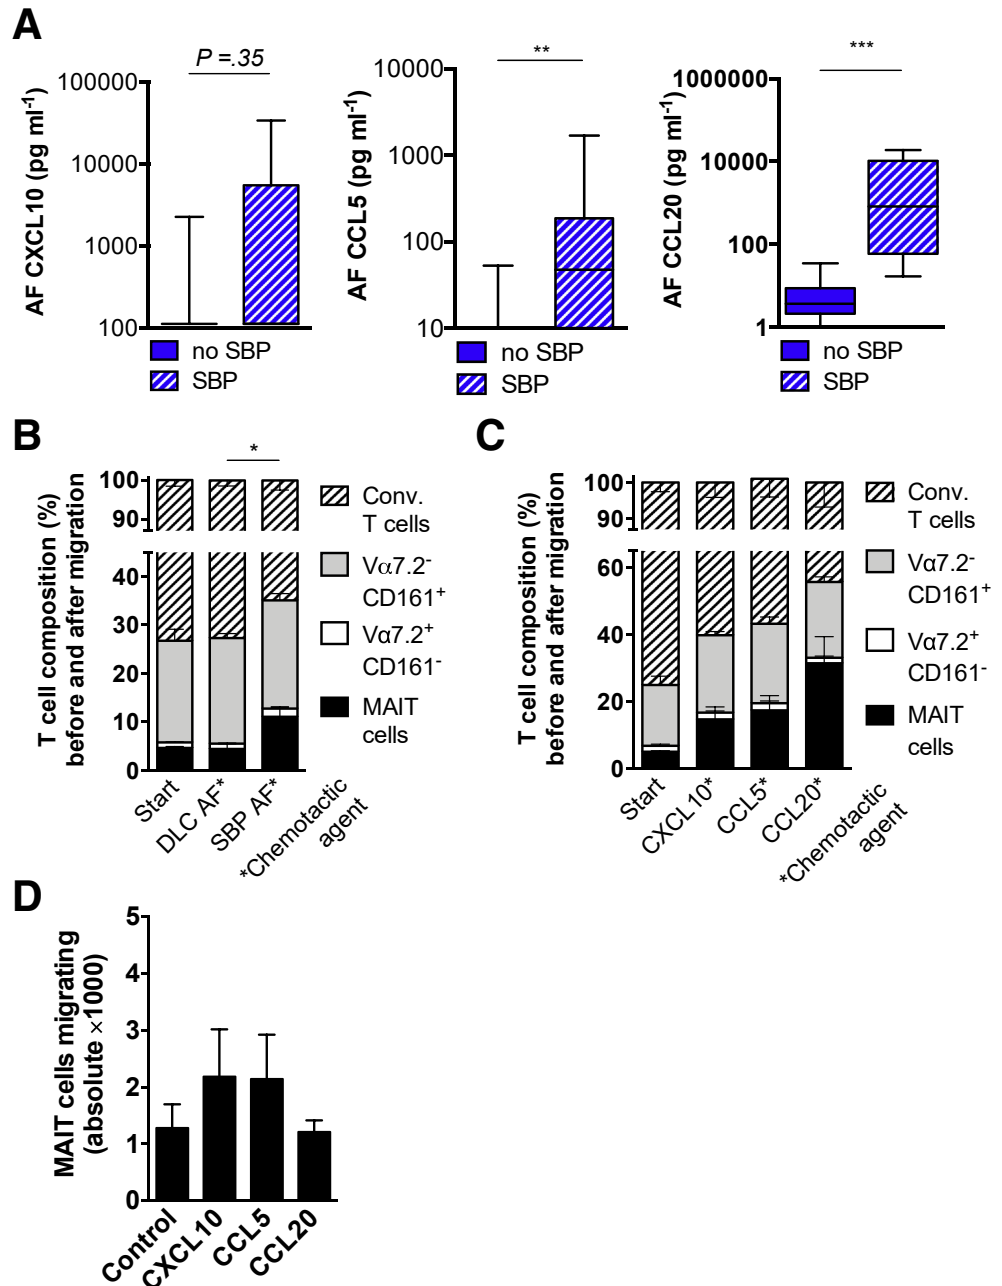 A
P =.35
AF CXCL10 (pg ml-1)
100000
10000
1000
100
no SBP
SBP
**
AF CCL5 (pg ml-1)
10000
1000
100
10
no SBP
SBP
***
AF CCL20 (pg ml-1)
1000000
10000
100
1
no SBP
SBP
B
*
T cell composition (%)
before and after migration
100
90
40
30
20
10
0
Start
DLC AF*
SBP AF*
*Chemotactic
agent
Conv.
T cells
Vα7.2-
CD161+
Vα7.2+
CD161-
MAIT
cells
C
T cell composition (%)
before and after migration
100
90
60
40
20
0
Start
CXCL10*
CCL5*
CCL20*
*Chemotactic
agent
Conv.
T cells
Vα7.2-
CD161+
Vα7.2+
CD161-
MAIT
cells
D
MAIT cells migrating
(absolute ×1000)
5
4
3
2
1
0
Control
CXCL10
CCL5
CCL20